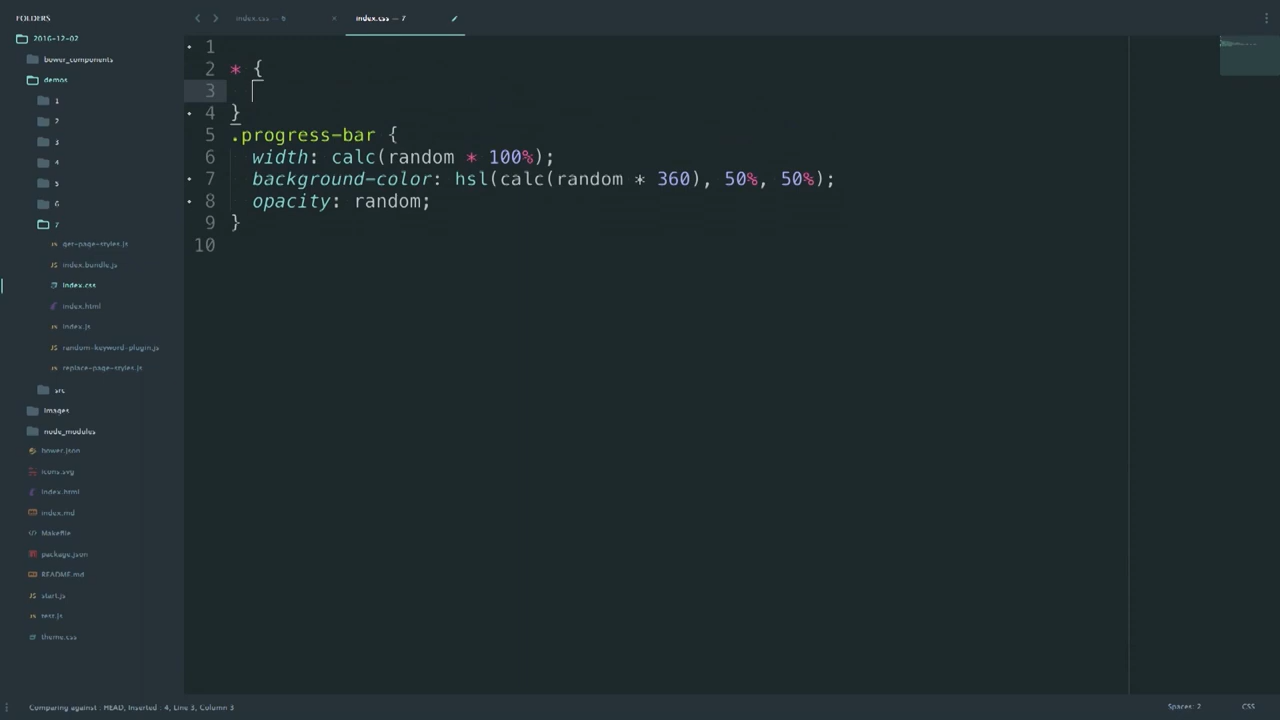 FOLDERS
2016-12-02
bower_components
demos
1
2
3
4
5
6
7
get-page-styles.js
index.bundle.js
index.css
index.html
index.js
random-keyword-plugin.js
replace-page-styles.js
src
images
node_modules
bower.json
icons.svg
index.html
index.md
Makefile
package.json
README.md
start.js
test.js
theme.css
index.css — 6
index.css — 7
1
2 * {
3
4 }
5 .progress-bar {
6 width: calc(random * 100%);
7 background-color: hsl(calc(random * 360), 50%, 50%);
8 opacity: random;
9 }
10
Comparing against : HEAD, Inserted : 4, Line 3, Column 3
Spaces: 2
CSS